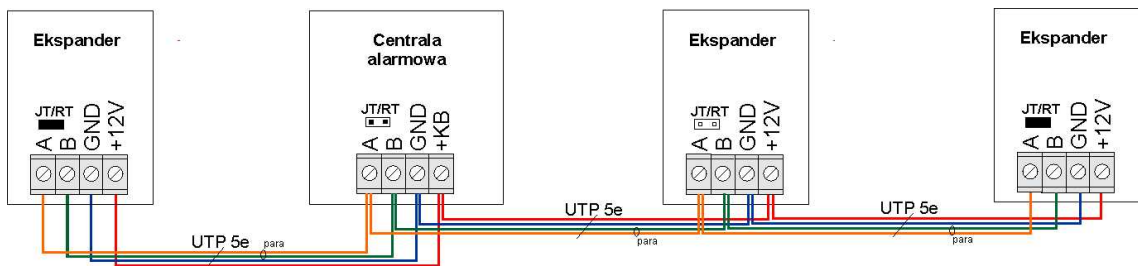 Ekspander
JT/RT
A B GND +12V
Centrala
alarmowa
JT/RT
A B GND +KB
Ekspander
JT/RT
A B GND +12V
Ekspander
JT/RT
A B GND +12V
UTP 5e
para
UTP 5e
para
UTP 5e
para